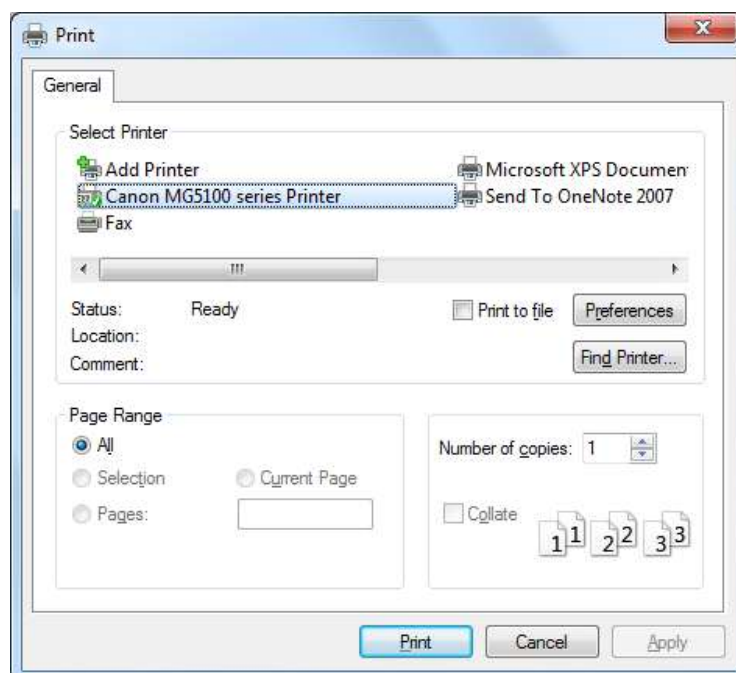 Print
General
Select Printer
Add Printer
Canon MG5100 series Printer
Fax
Microsoft XPS Documen
Send To OneNote 2007
Status: Ready
Location:
Comment:
Print to file
Preferences
Find Printer...
Page Range
All
Selection
Current Page
Pages:
Number of copies: 1
Collate
1 1 2 2 3 3
Print
Cancel
Apply